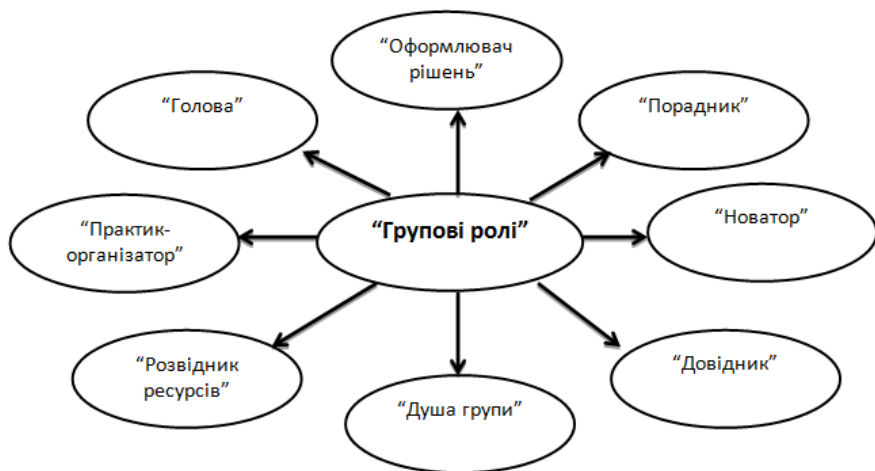 “Оформлювач
рішень”
“Голова”
“Порадник”
“Групові ролі”
“Практик-
організатор”
“Новатор”
“Розвідник
ресурсів”
“Довідник”
“Душа групи”